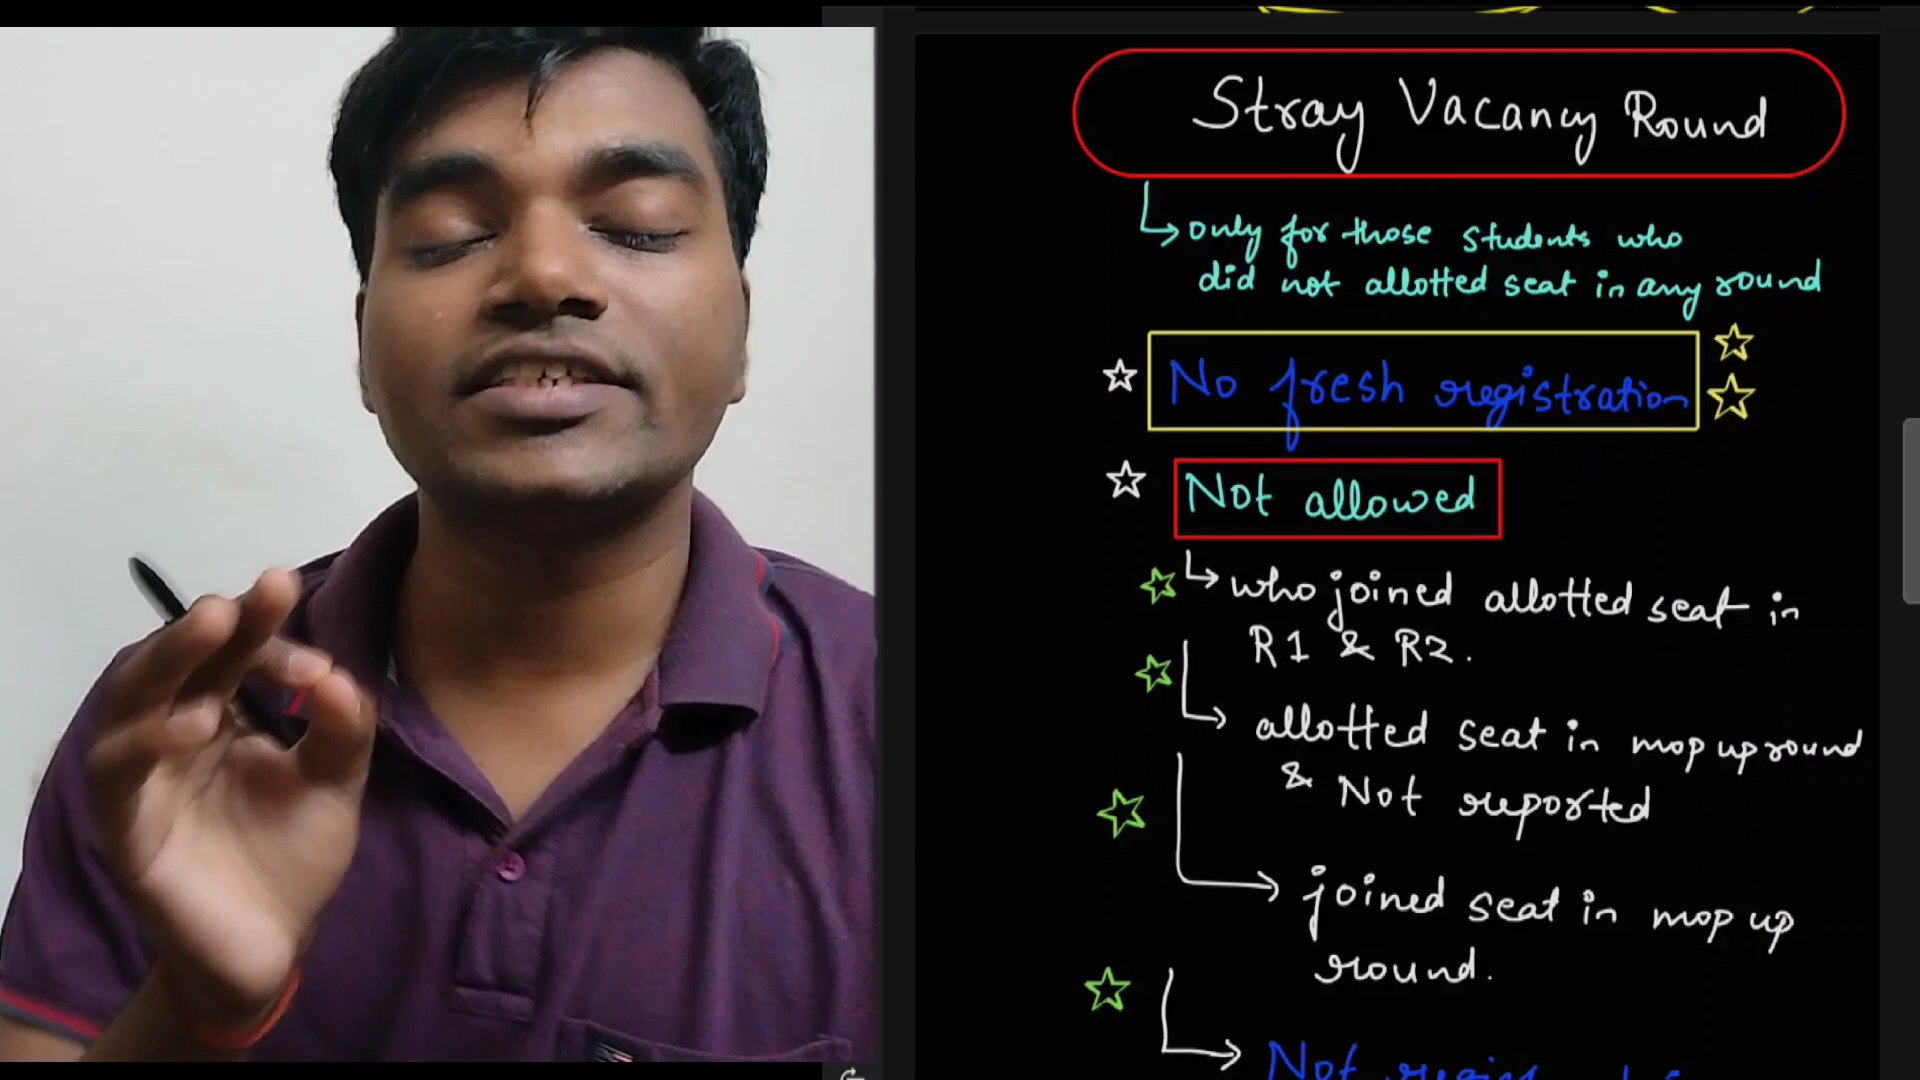 Stray Vacancy Round
only for those students who
did not allotted seat in any round
No fresh registration
Not allowed
who joined allotted seat in
R1 & R2.
allotted seat in mop up round
& Not reported
joined seat in mop up
round.
Not